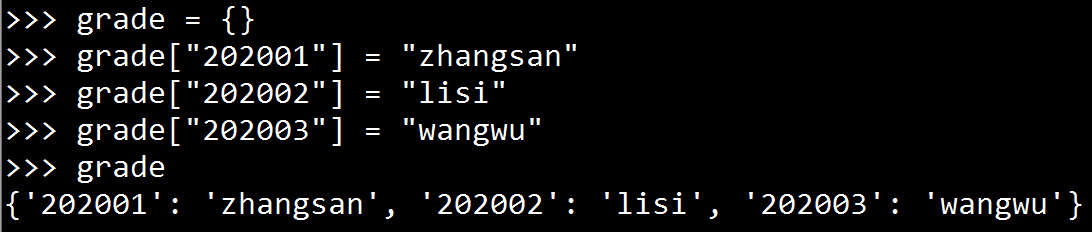 >>> grade = {}
>>> grade["202001"] = "zhangsan"
>>> grade["202002"] = "lisi"
>>> grade["202003"] = "wangwu"
>>> grade
{'202001': 'zhangsan', '202002': 'lisi', '202003': 'wangwu'}